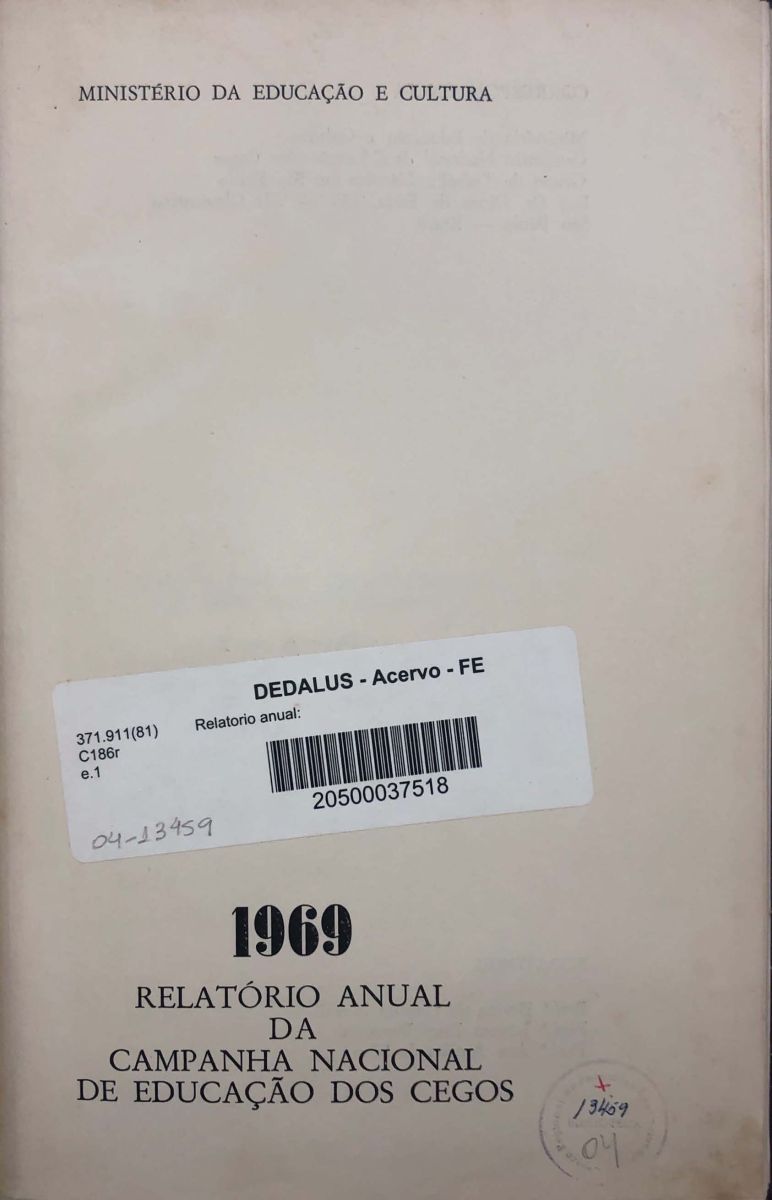 MINISTÉRIO DA EDUCAÇÃO E CULTURA
DEDALUS - Acervo - FE
371.911(81)
C186r
e.1
Relatorio anual:
20500037518
04-13459
1969
RELATÓRIO ANUAL
DA
CAMPANHA NACIONAL
DE EDUCAÇÃO DOS CEGOS
13459
04